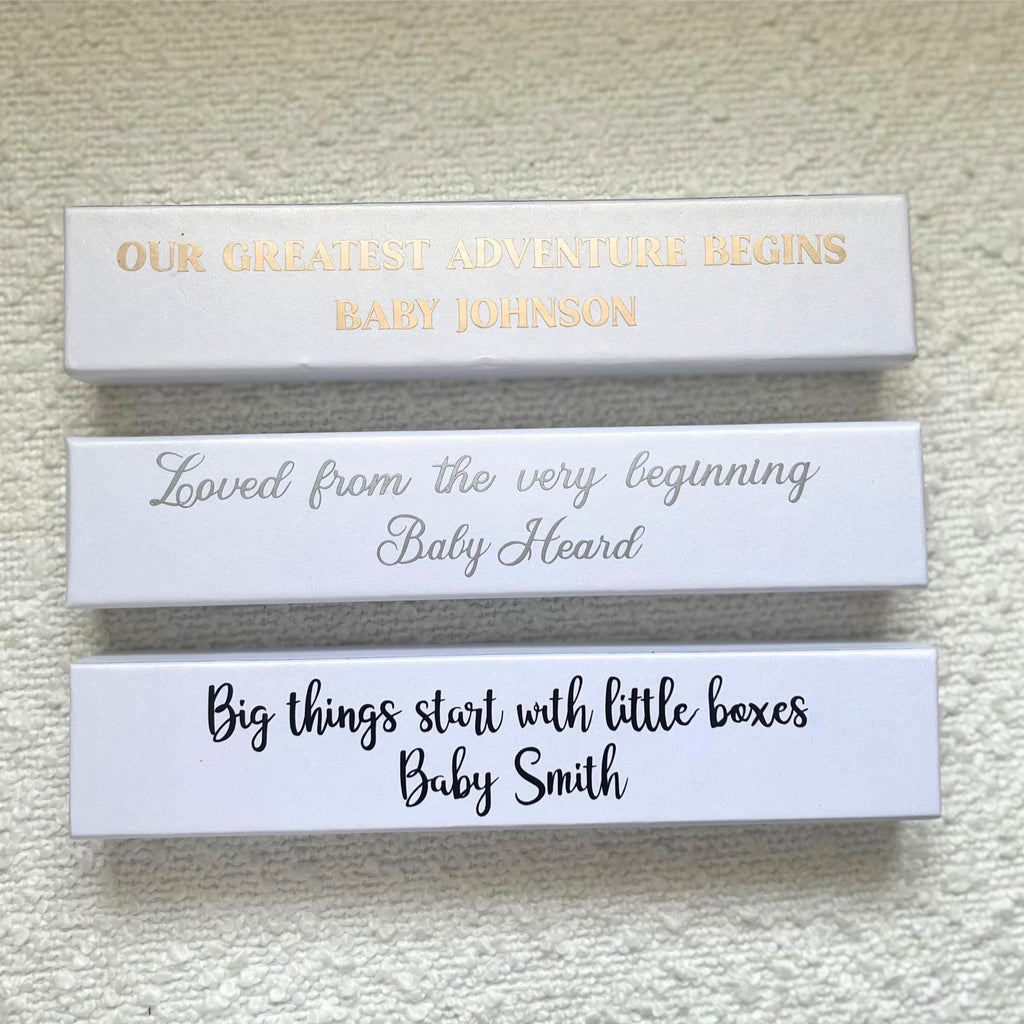 OUR GREATEST ADVENTURE BEGINS
BABY JOHNSON
Loved from the very beginning
Baby Heard
Big things start with little boxes
Baby Smith